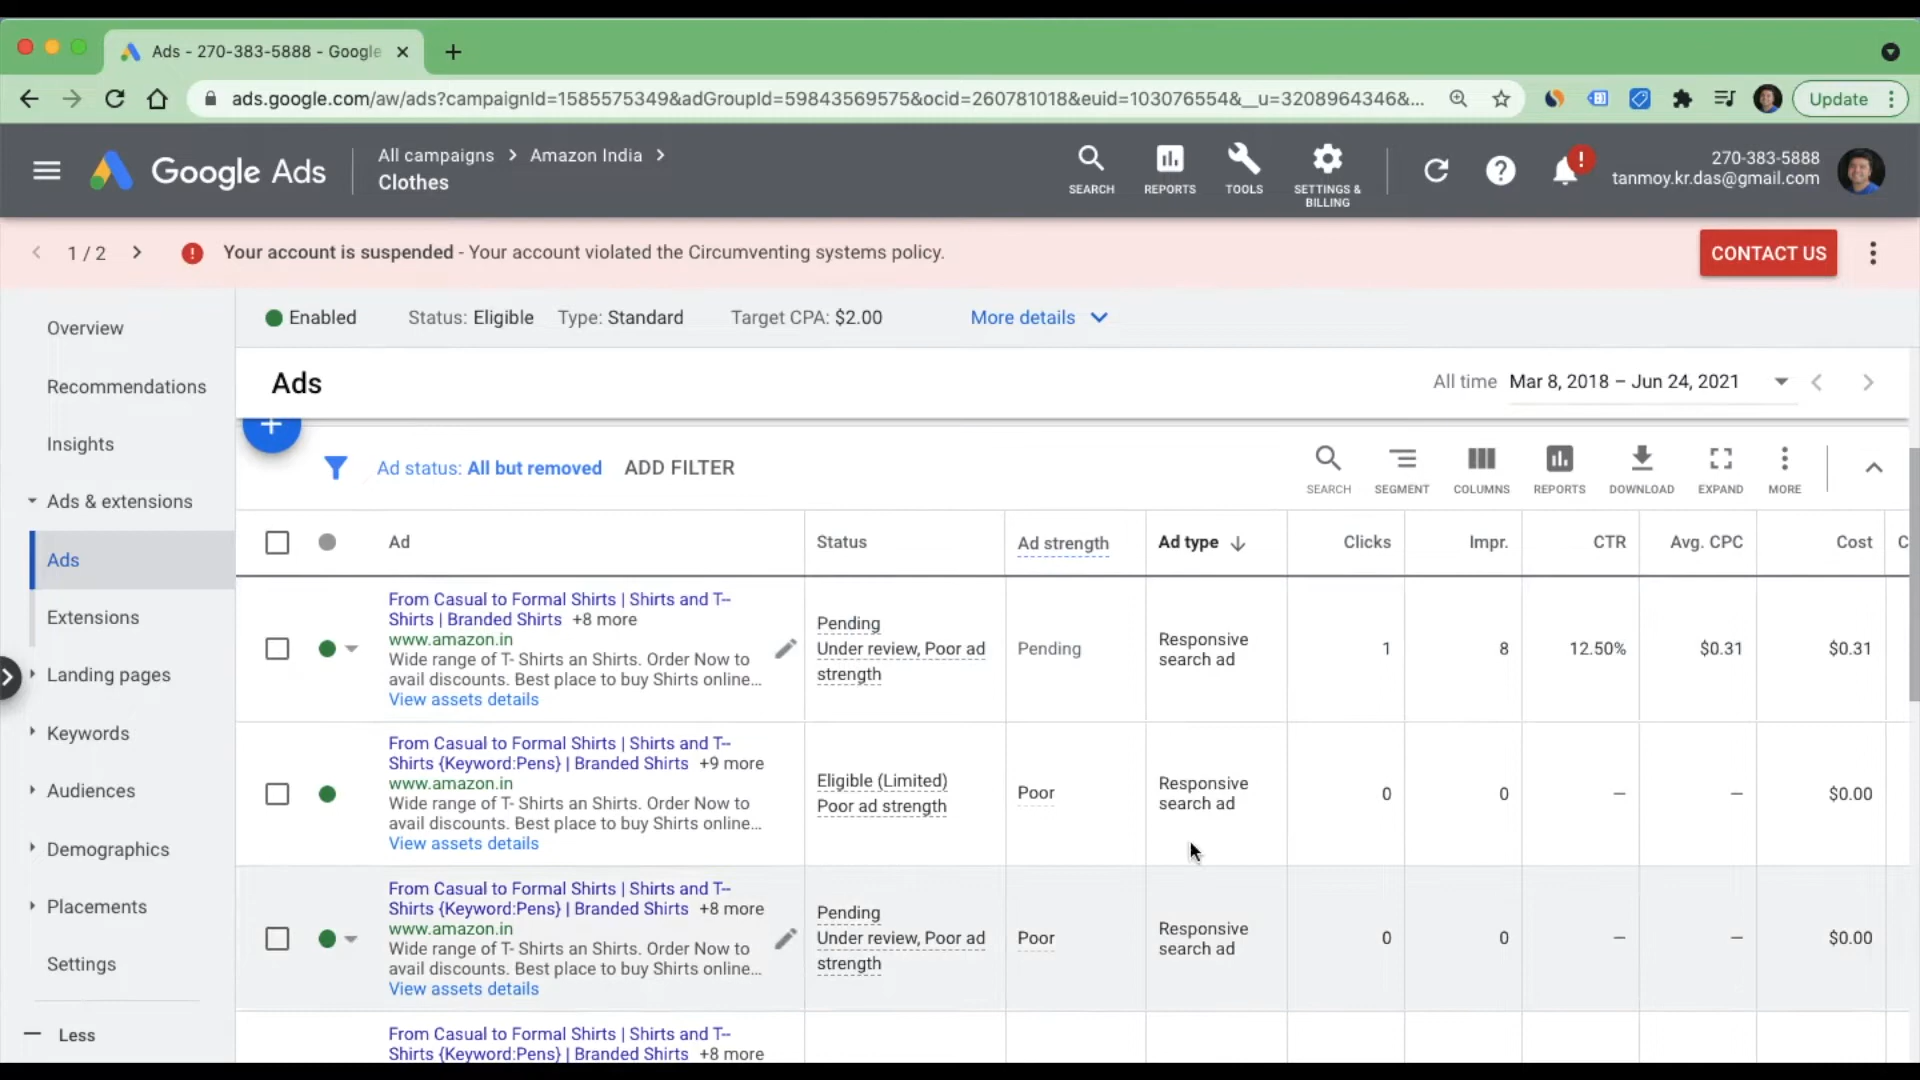 Ads - 270-383-5888 - Google
ads.google.com/aw/ads?campaignId=1585575349&adGroupId=59843569575&ocid=260781018&euid=103076554&__u=3208964346&...
Update
Google Ads
All campaigns > Amazon India >
Clothes
SEARCH
REPORTS
TOOLS
SETTINGS &
BILLING
270-383-5888
tanmoy.kr.das@gmail.com
1 / 2
Your account is suspended - Your account violated the Circumventing systems policy.
CONTACT US
Enabled Status: Eligible Type: Standard Target CPA: $2.00 More details
Ads
All time Mar 8, 2018 – Jun 24, 2021
Overview
Recommendations
Insights
Ads & extensions
Ads
Extensions
Landing pages
Keywords
Audiences
Demographics
Placements
Settings
Less
Ad status: All but removed ADD FILTER
SEARCH SEGMENT COLUMNS REPORTS DOWNLOAD EXPAND MORE
Ad Status Ad strength Ad type Clicks Impr. CTR Avg. CPC Cost C
From Casual to Formal Shirts | Shirts and T-
Shirts | Branded Shirts +8 more
www.amazon.in
Wide range of T- Shirts an Shirts. Order Now to
avail discounts. Best place to buy Shirts online...
View assets details
Pending
Under review, Poor ad
strength
Pending
Responsive
search ad
1 8 12.50% $0.31 $0.31
From Casual to Formal Shirts | Shirts and T-
Shirts {Keyword:Pens} | Branded Shirts +9 more
www.amazon.in
Wide range of T- Shirts an Shirts. Order Now to
avail discounts. Best place to buy Shirts online...
View assets details
Eligible (Limited)
Poor ad strength
Poor
Responsive
search ad
0 0 – – $0.00
From Casual to Formal Shirts | Shirts and T-
Shirts {Keyword:Pens} | Branded Shirts +8 more
www.amazon.in
Wide range of T- Shirts an Shirts. Order Now to
avail discounts. Best place to buy Shirts online...
View assets details
Pending
Under review, Poor ad
strength
Poor
Responsive
search ad
0 0 – – $0.00
From Casual to Formal Shirts | Shirts and T-
Shirts {Keyword:Pens} | Branded Shirts +8 more